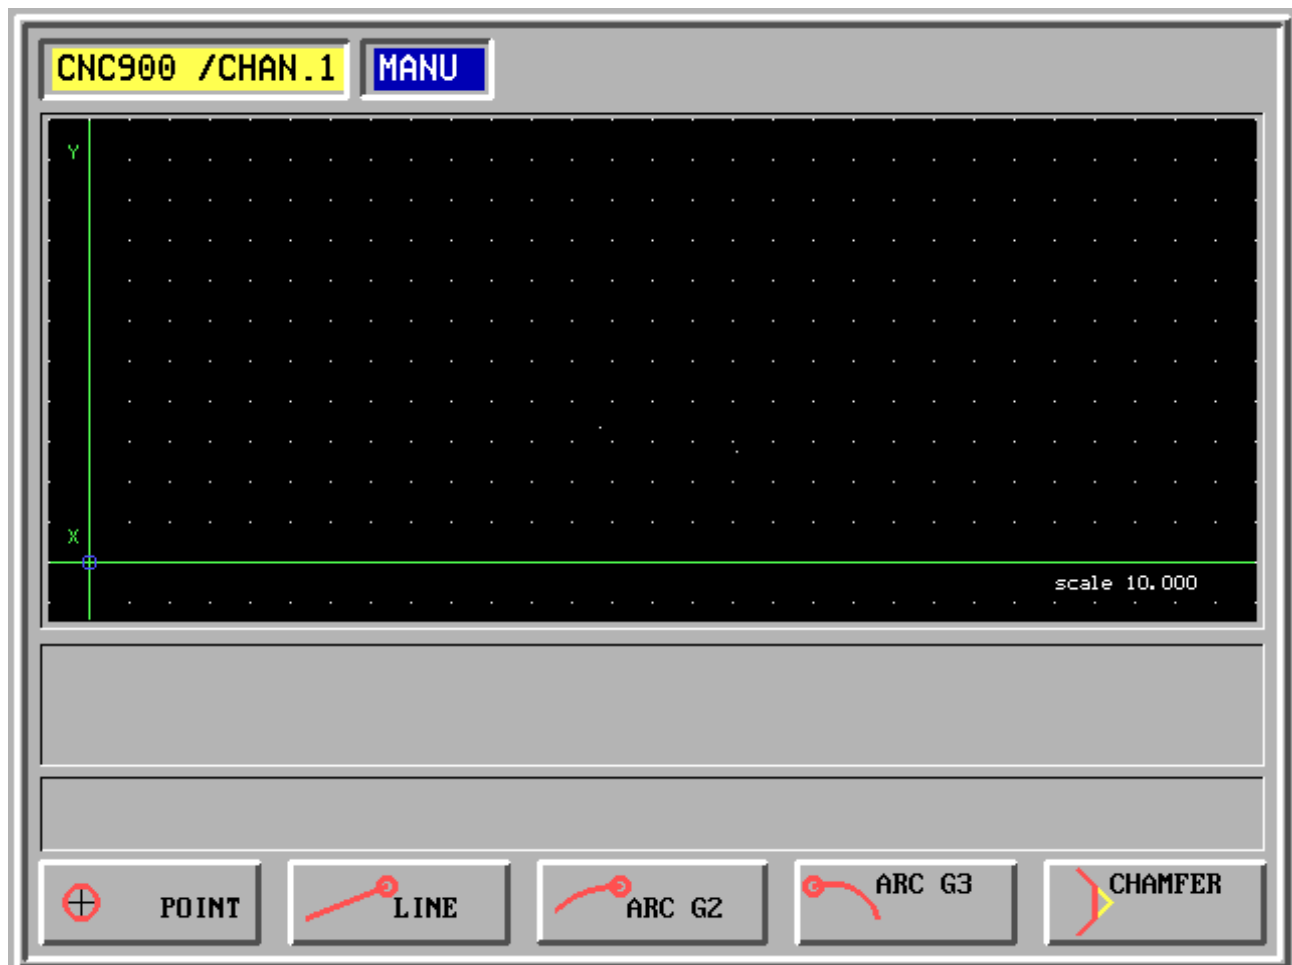 CNC900 /CHAN.1 MANU
Y
X
scale 10.000
POINT LINE ARC G2 ARC G3 CHAMFER